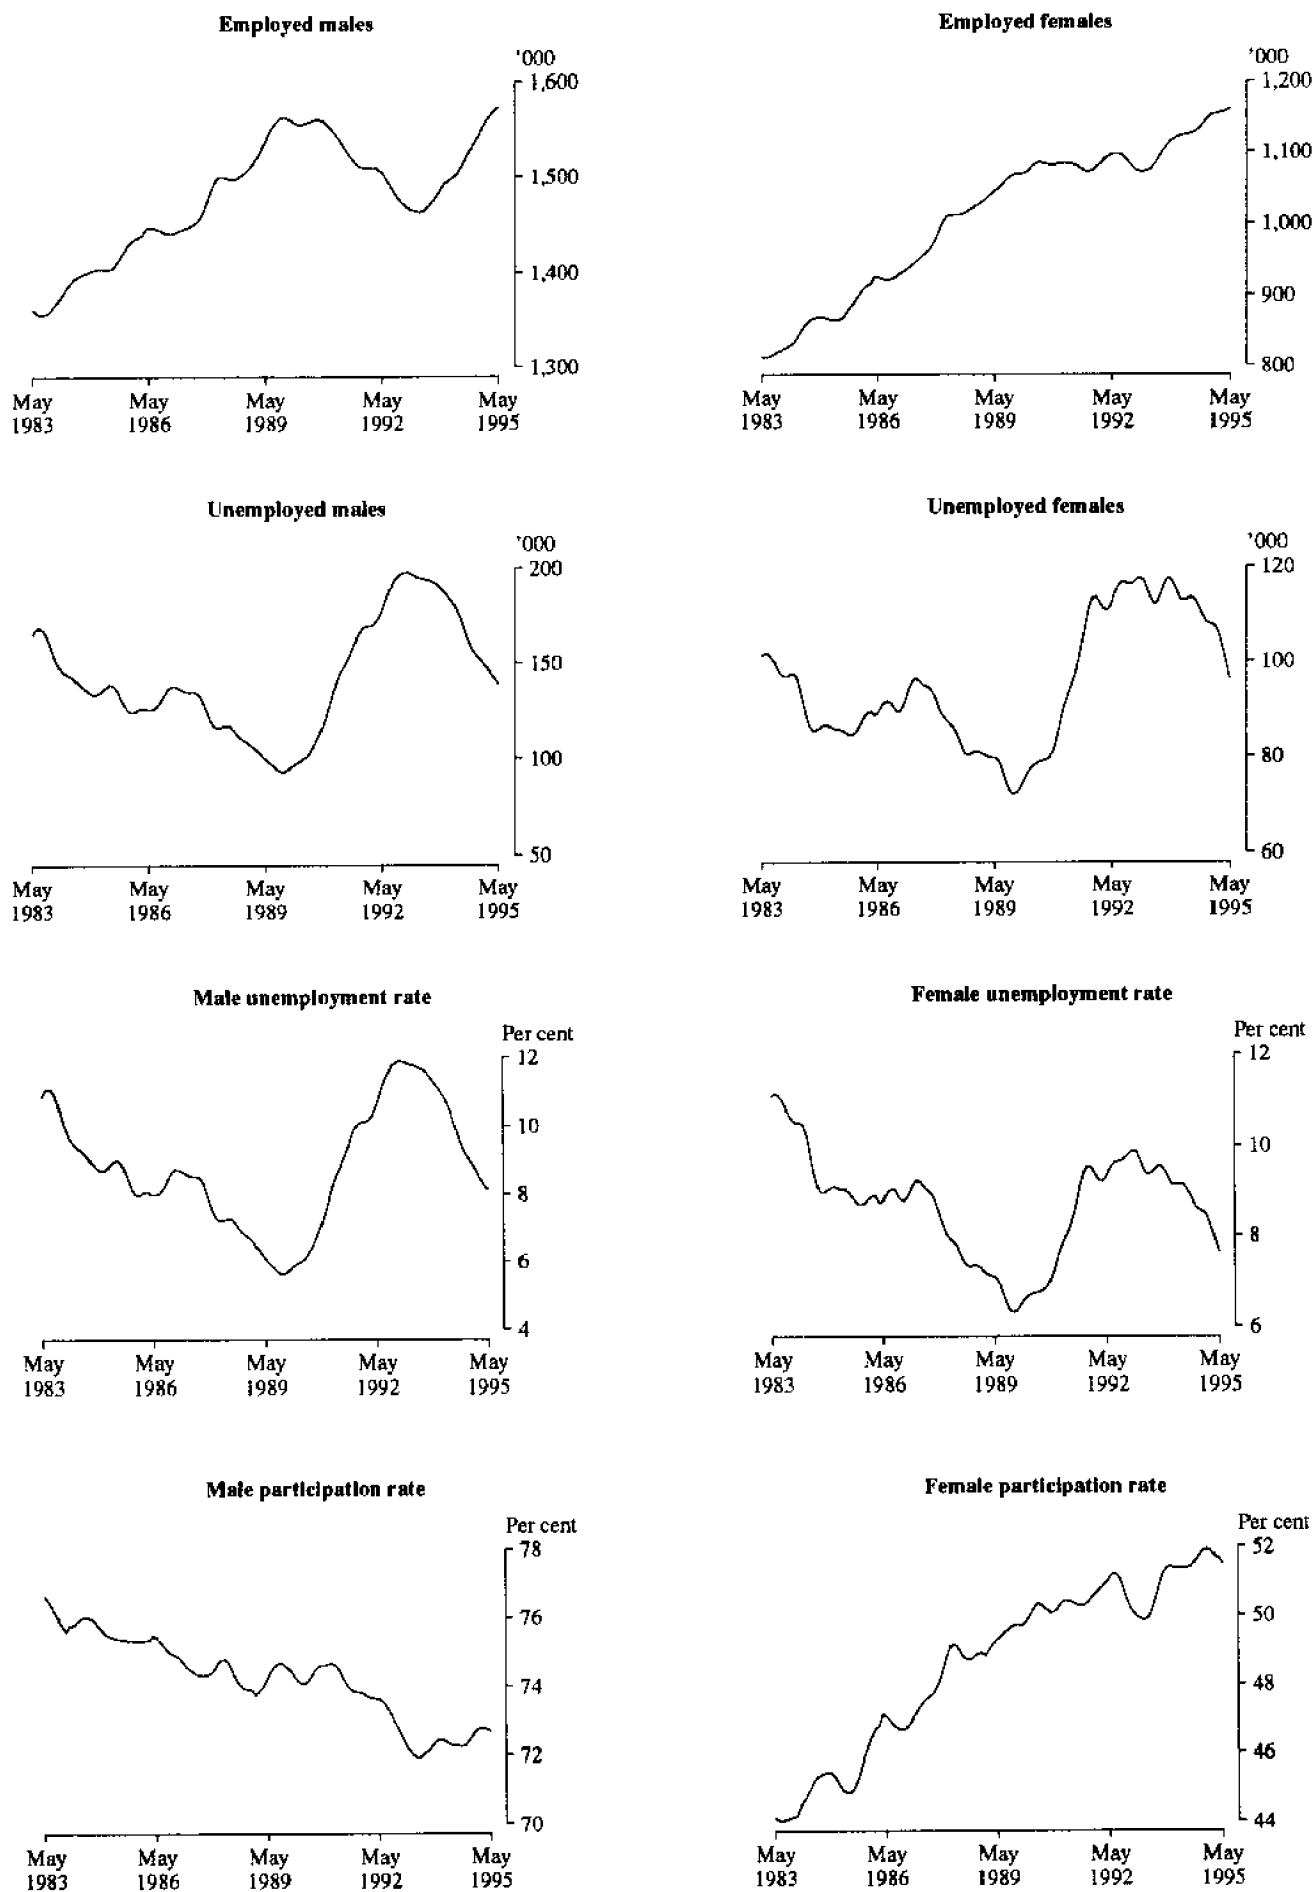 Employed males
'000
1,600
1,500
1,400
1,300
May May May May May
1983 1986 1989 1992 1995
Employed females
'000
1,200
1,100
1,000
900
800
May May May May May
1983 1986 1989 1992 1995
Unemployed males
'000
200
150
100
50
May May May May May
1983 1986 1989 1992 1995
Unemployed females
'000
120
100
80
60
May May May May May
1983 1986 1989 1992 1995
Male unemployment rate
Per cent
12
10
8
6
4
May May May May May
1983 1986 1989 1992 1995
Female unemployment rate
Per cent
12
10
8
6
May May May May May
1983 1986 1989 1992 1995
Male participation rate
Per cent
78
76
74
72
70
May May May May May
1983 1986 1989 1992 1995
Female participation rate
Per cent
52
50
48
46
44
May May May May May
1983 1986 1989 1992 1995